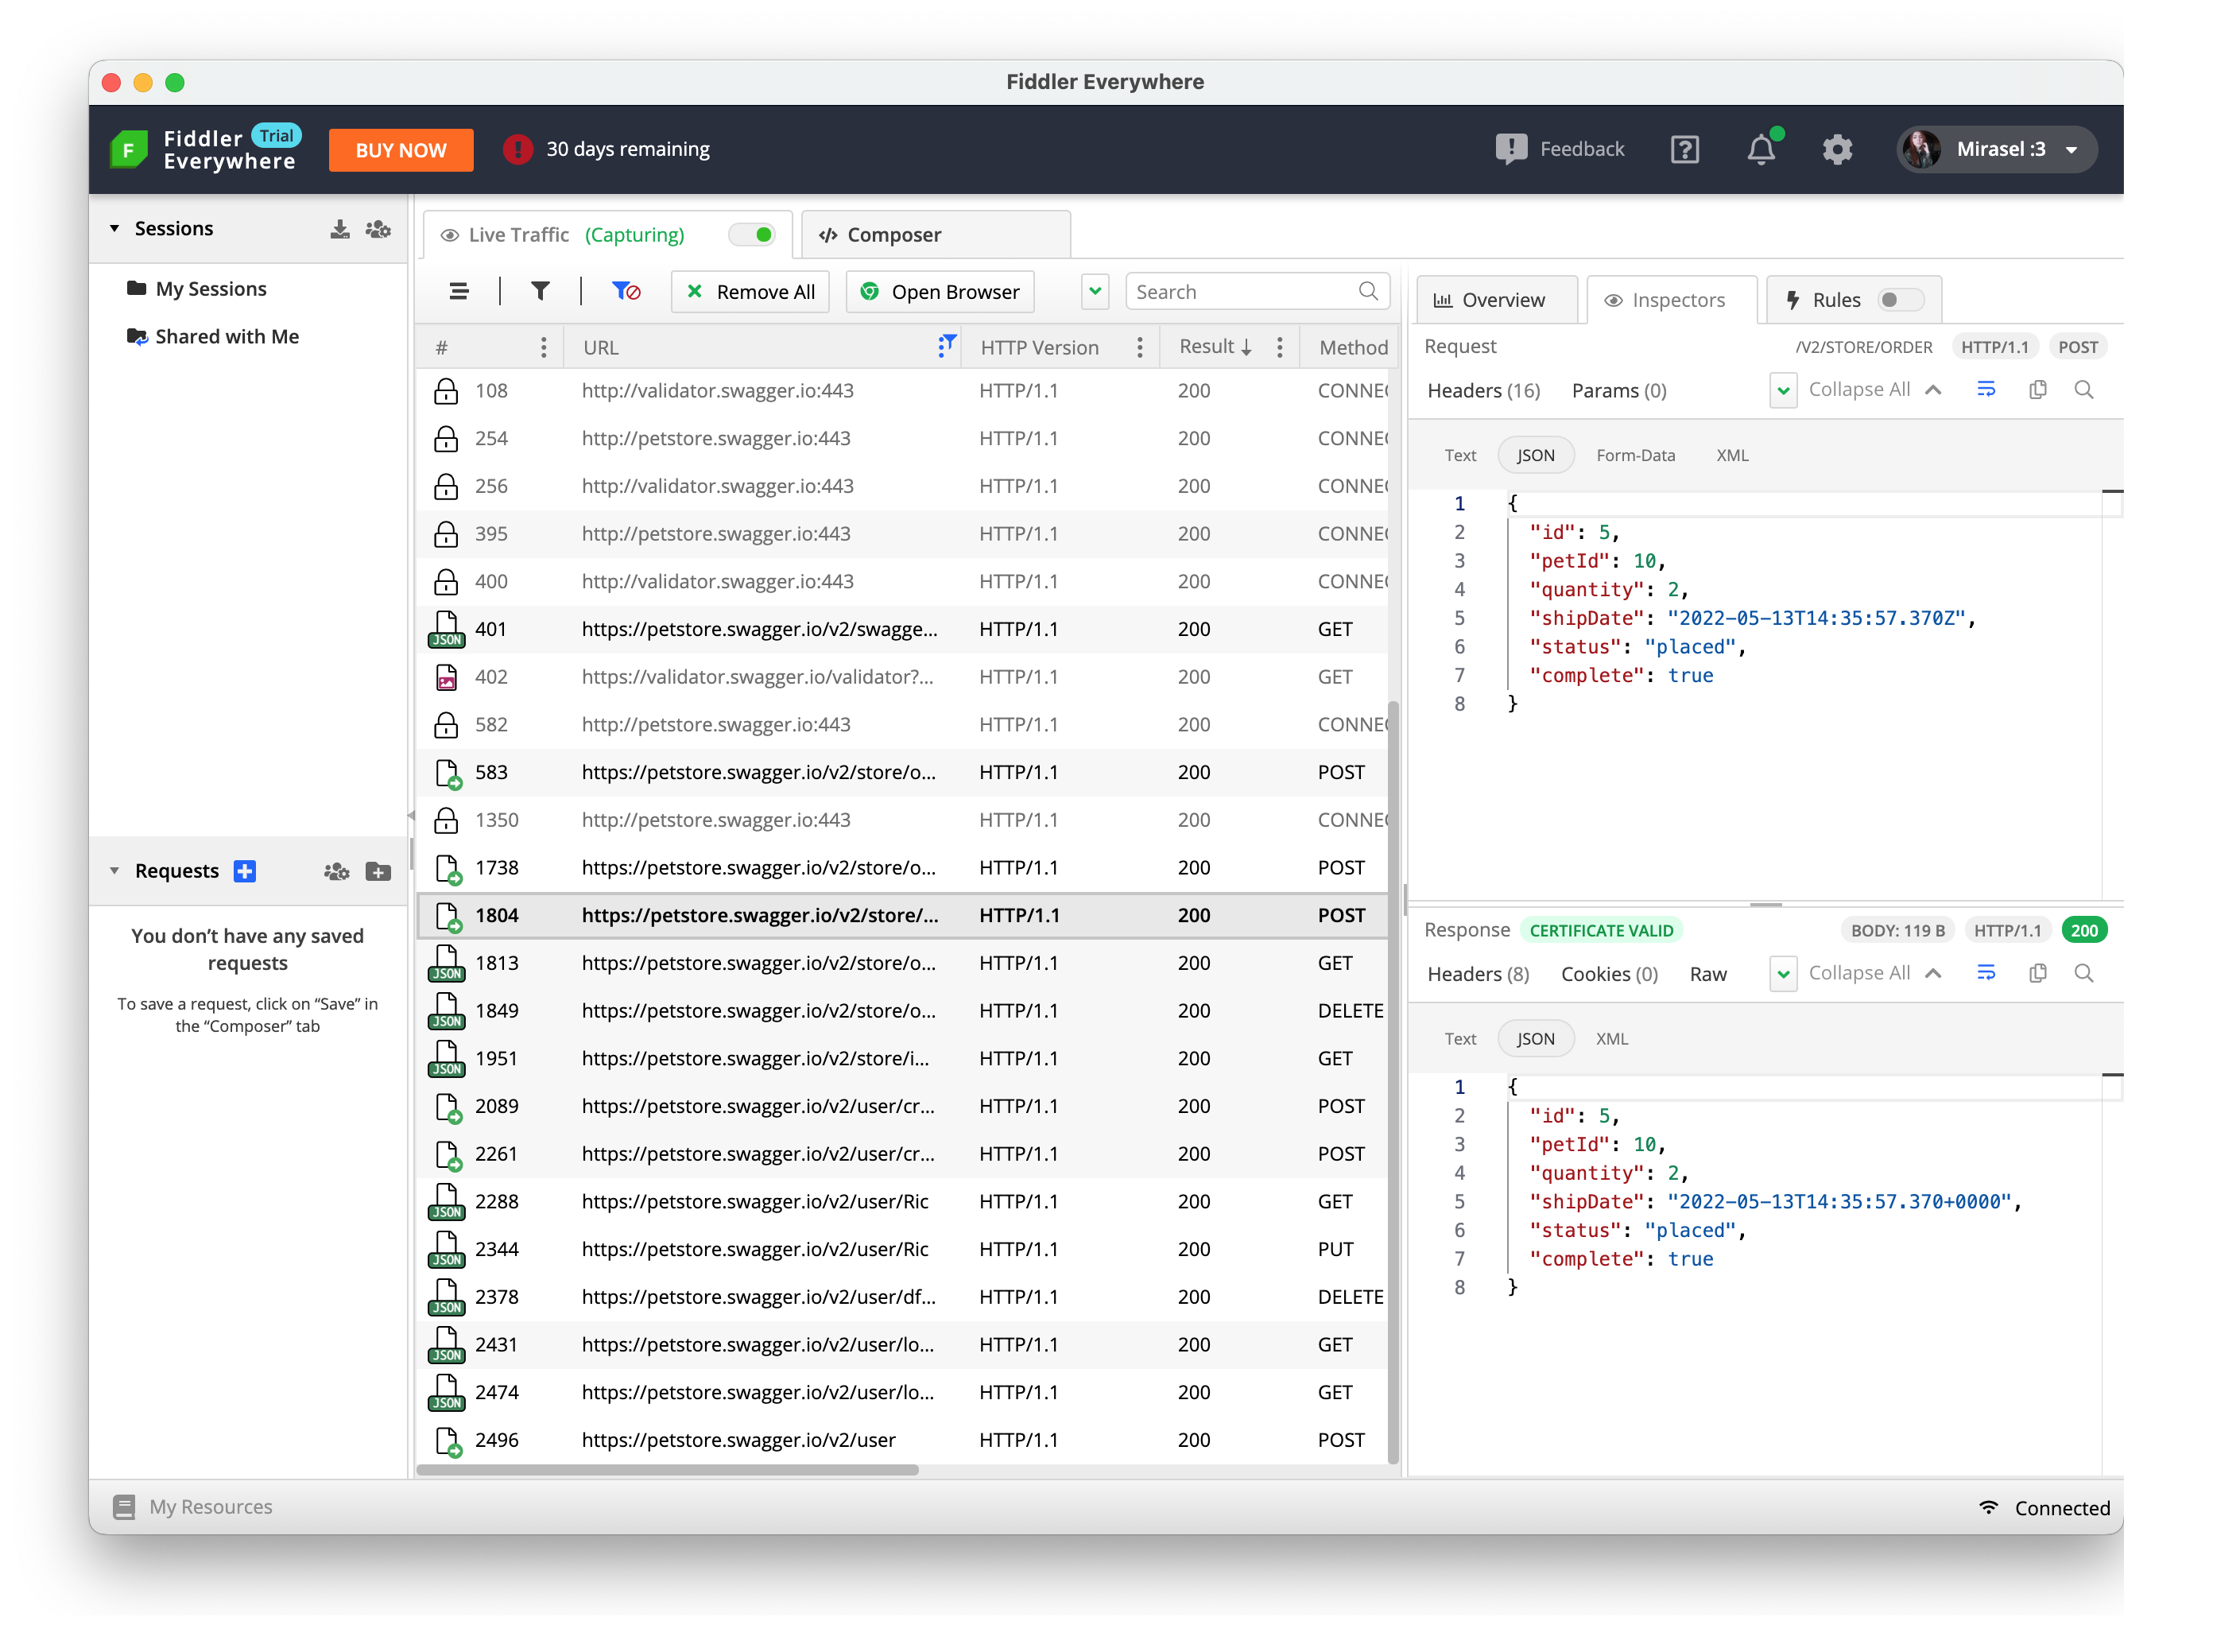 Fiddler Everywhere
F
Fiddler Trial
Everywhere
BUY NOW
! 30 days remaining
! Feedback
?
Mirasel :3
Sessions
My Sessions
Shared with Me
Requests
You don’t have any saved
requests
To save a request, click on “Save” in
the “Composer” tab
Live Traffic (Capturing)
</> Composer
Remove All
Open Browser
Search
# URL HTTP Version Result ↓ Method
108 http://validator.swagger.io:443 HTTP/1.1 200 CONNE
254 http://petstore.swagger.io:443 HTTP/1.1 200 CONNE
256 http://validator.swagger.io:443 HTTP/1.1 200 CONNE
395 http://petstore.swagger.io:443 HTTP/1.1 200 CONNE
400 http://validator.swagger.io:443 HTTP/1.1 200 CONNE
JSON 401 https://petstore.swagger.io/v2/swagge... HTTP/1.1 200 GET
402 https://validator.swagger.io/validator?... HTTP/1.1 200 GET
582 http://petstore.swagger.io:443 HTTP/1.1 200 CONNE
583 https://petstore.swagger.io/v2/store/o... HTTP/1.1 200 POST
1350 http://petstore.swagger.io:443 HTTP/1.1 200 CONNE
1738 https://petstore.swagger.io/v2/store/o... HTTP/1.1 200 POST
1804 https://petstore.swagger.io/v2/store/... HTTP/1.1 200 POST
JSON 1813 https://petstore.swagger.io/v2/store/o... HTTP/1.1 200 GET
JSON 1849 https://petstore.swagger.io/v2/store/o... HTTP/1.1 200 DELETE
JSON 1951 https://petstore.swagger.io/v2/store/i... HTTP/1.1 200 GET
2089 https://petstore.swagger.io/v2/user/cr... HTTP/1.1 200 POST
2261 https://petstore.swagger.io/v2/user/cr... HTTP/1.1 200 POST
JSON 2288 https://petstore.swagger.io/v2/user/Ric HTTP/1.1 200 GET
JSON 2344 https://petstore.swagger.io/v2/user/Ric HTTP/1.1 200 PUT
JSON 2378 https://petstore.swagger.io/v2/user/df... HTTP/1.1 200 DELETE
JSON 2431 https://petstore.swagger.io/v2/user/lo... HTTP/1.1 200 GET
JSON 2474 https://petstore.swagger.io/v2/user/lo... HTTP/1.1 200 GET
2496 https://petstore.swagger.io/v2/user HTTP/1.1 200 POST
Overview
Inspectors
Rules
Request /V2/STORE/ORDER HTTP/1.1 POST
Headers (16) Params (0) Collapse All
Text JSON Form-Data XML
1 {
2 "id": 5,
3 "petId": 10,
4 "quantity": 2,
5 "shipDate": "2022-05-13T14:35:57.370Z",
6 "status": "placed",
7 "complete": true
8 }
Response CERTIFICATE VALID BODY: 119 B HTTP/1.1 200
Headers (8) Cookies (0) Raw Collapse All
Text JSON XML
1 {
2 "id": 5,
3 "petId": 10,
4 "quantity": 2,
5 "shipDate": "2022-05-13T14:35:57.370+0000",
6 "status": "placed",
7 "complete": true
8 }
My Resources
Connected